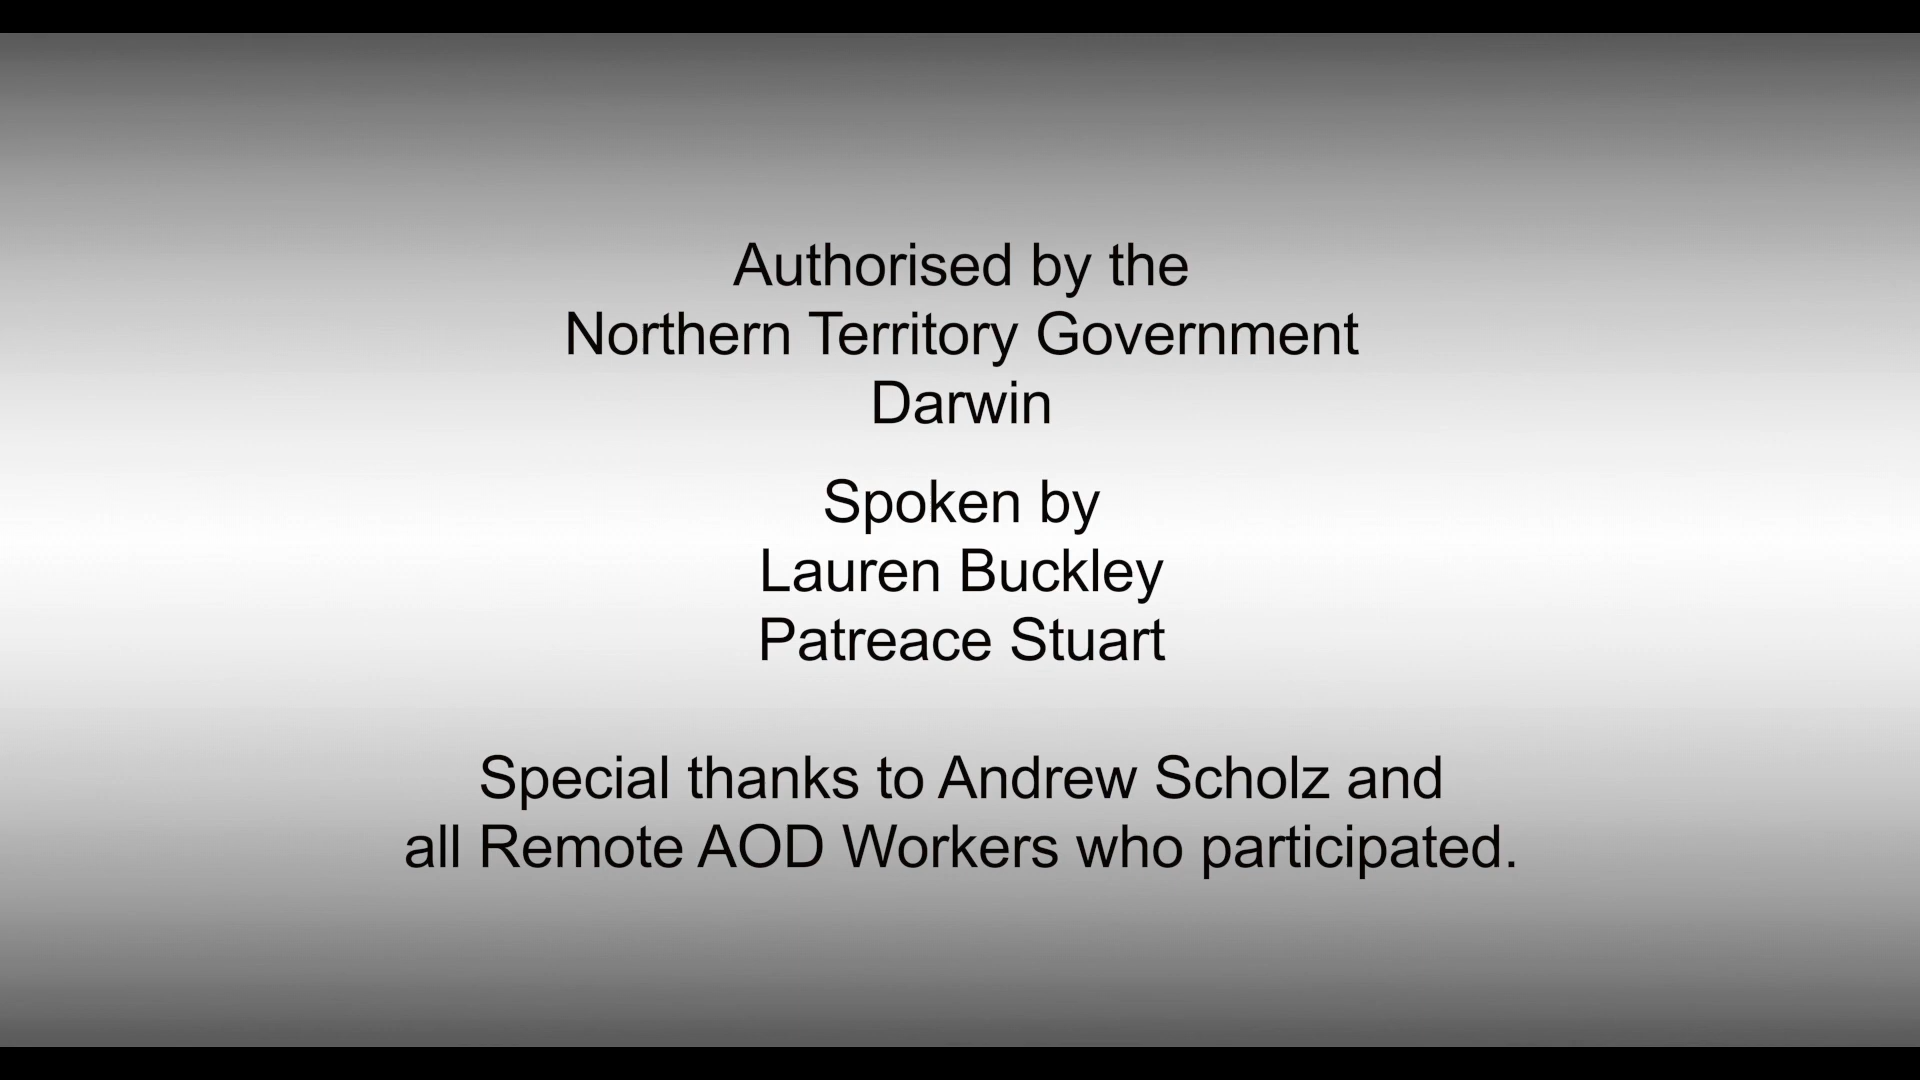 Authorised by the
Northern Territory Government
Darwin
Spoken by
Lauren Buckley
Patreace Stuart
Special thanks to Andrew Scholz and
all Remote AOD Workers who participated.